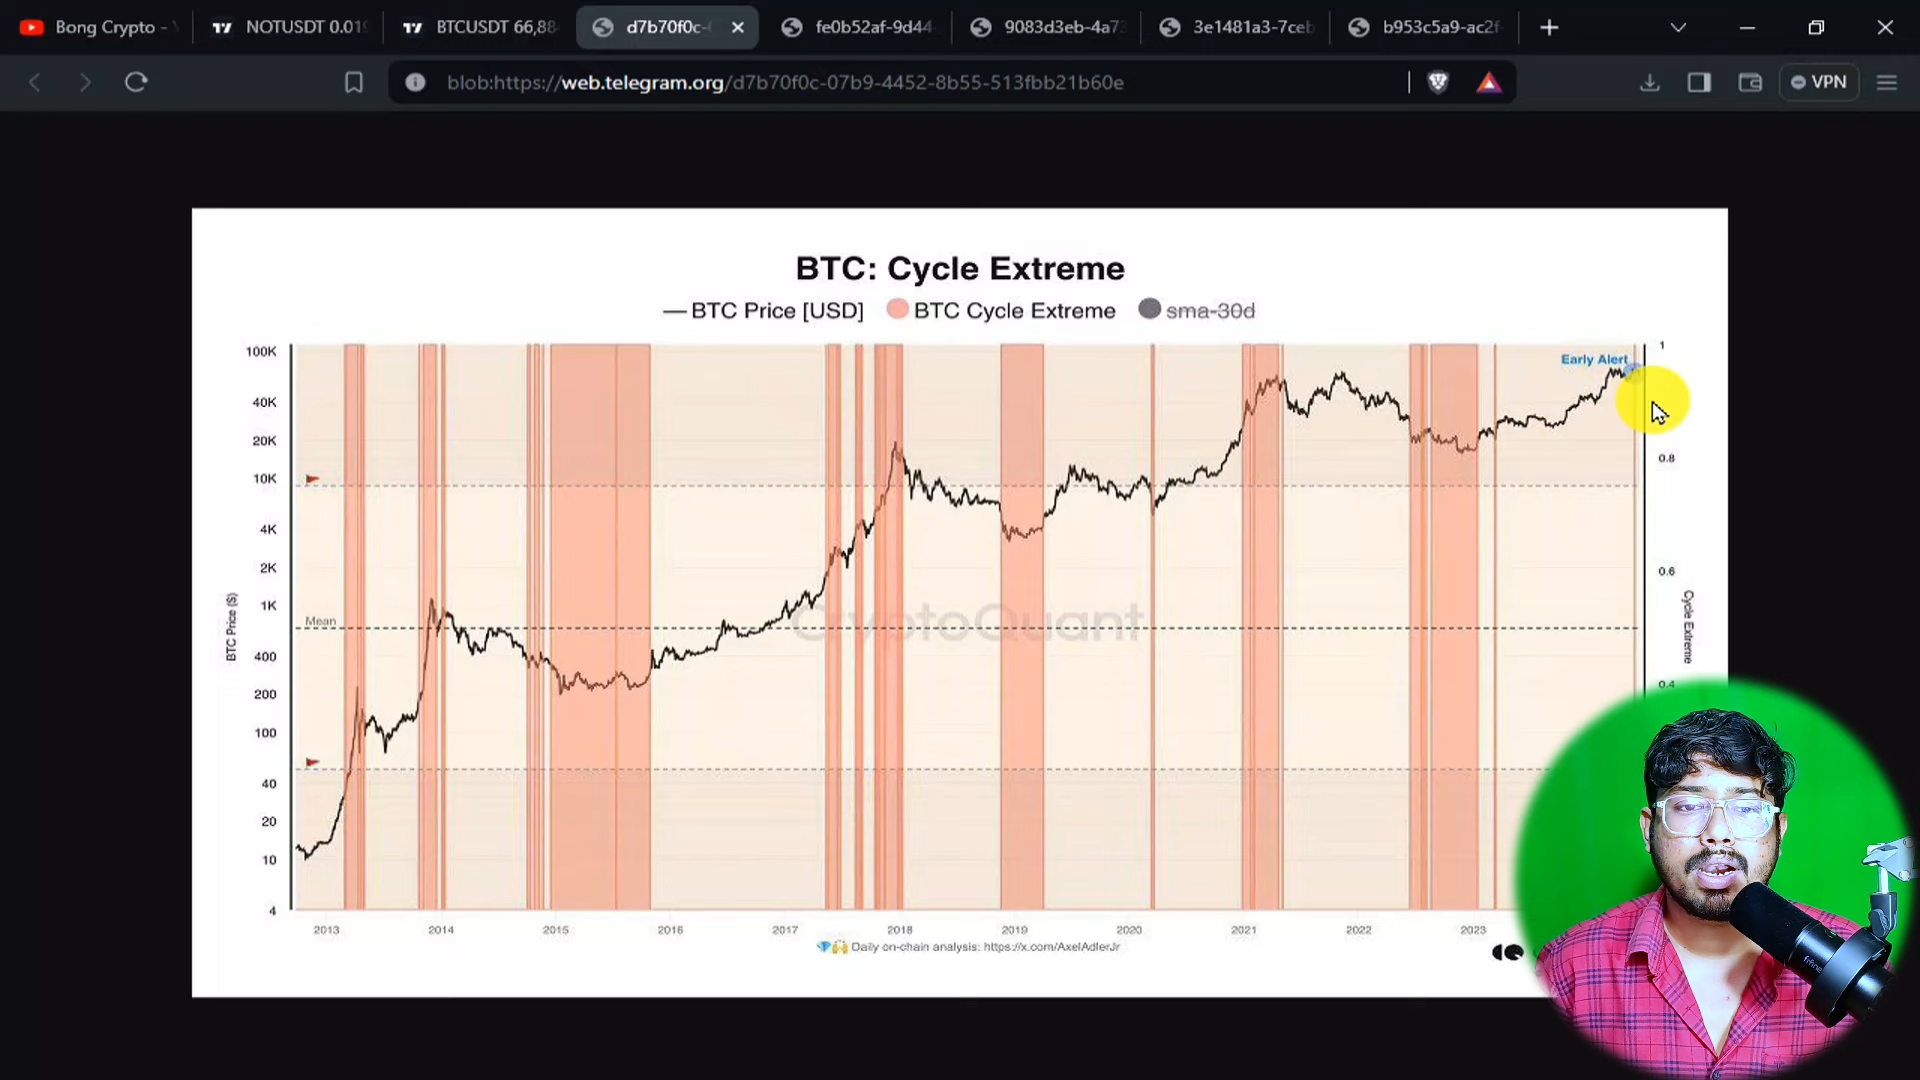 Bong Crypto -
NOTUSDT 0.019
BTCUSDT 66,88
d7b70f0c-
fe0b52af-9d44
9083d3eb-4a73
3e1481a3-7ceb
b953c5a9-ac2f
blob:https://web.telegram.org/d7b70f0c-07b9-4452-8b55-513fbb21b60e
VPN
BTC: Cycle Extreme
BTC Price [USD] BTC Cycle Extreme sma-30d
100K
40K
20K
10K
4K
2K
1K
400
200
100
40
20
10
4
BTC Price ($)
Mean
Early Alert
CryptoQuant
1
0.8
0.6
0.4
Cycle Extreme
2013 2014 2015 2016 2017 2018 2019 2020 2021 2022 2023
Daily on-chain analysis: https://x.com/AxelAdlerJr
fifine